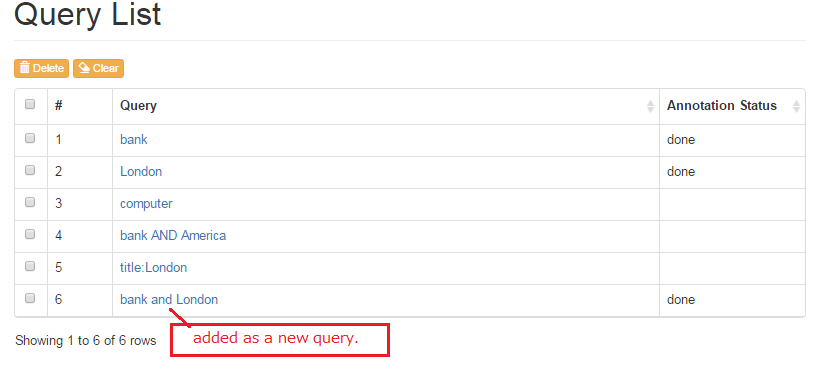 Query List
Delete Clear
# Query Annotation Status
1 bank done
2 London done
3 computer
4 bank AND America
5 title:London
6 bank and London done
Showing 1 to 6 of 6 rows
added as a new query.